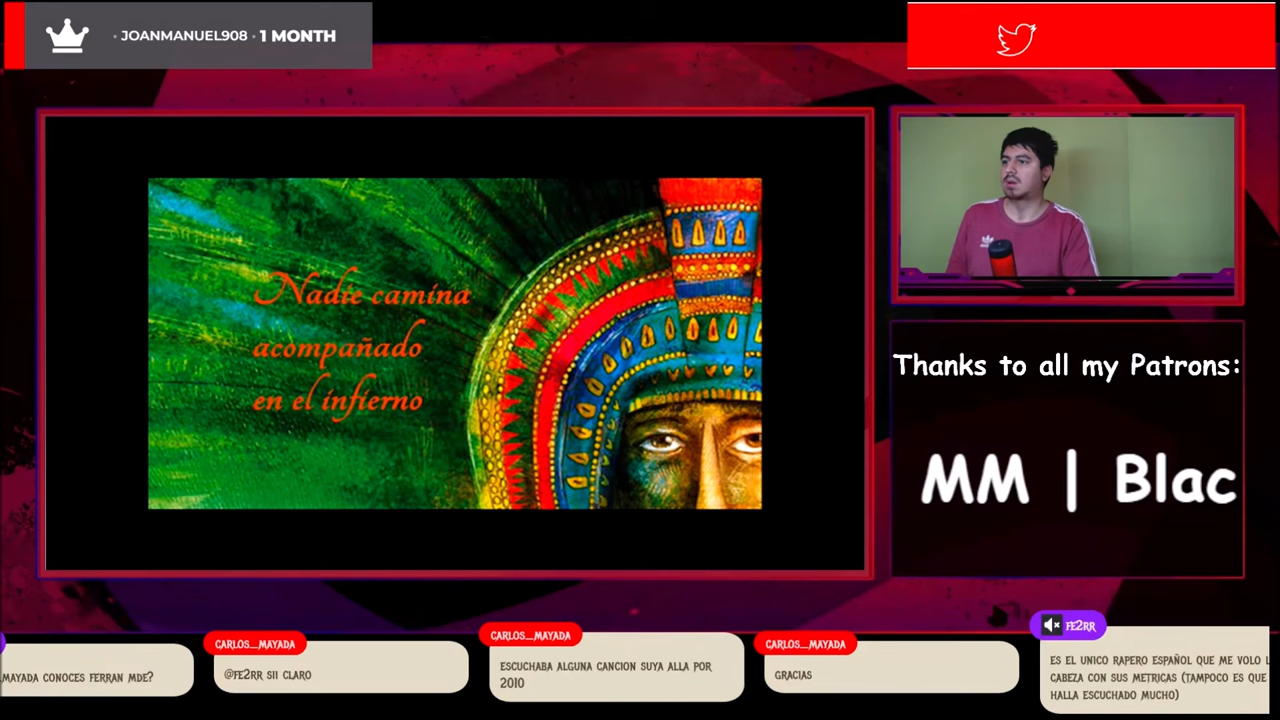 · JOANMANUEL908 · 1 MONTH
Nadie camina
acompañado
en el infierno
Thanks to all my Patrons:
MM | Blac
MAYADA CONOCES FERRAN MDE?
CARLOS_MAYADA
@FE2RR SII CLARO
CARLOS_MAYADA
ESCUCHABA ALGUNA CANCION SUYA ALLA POR
2010
CARLOS_MAYADA
GRACIAS
FE2RR
ES EL UNICO RAPERO ESPAÑOL QUE ME VOLO L
CABEZA CON SUS METRICAS (TAMPOCO ES QUE
HALLA ESCUCHADO MUCHO)